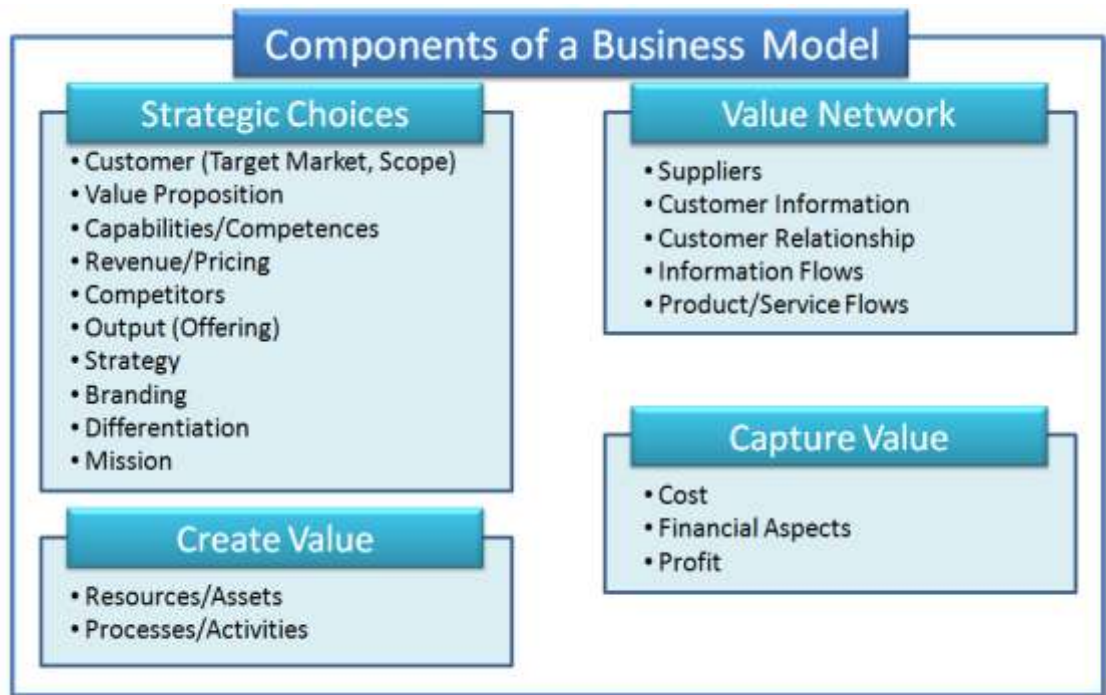 Components of a Business Model
Strategic Choices
• Customer (Target Market, Scope)
• Value Proposition
• Capabilities/Competences
• Revenue/Pricing
• Competitors
• Output (Offering)
• Strategy
• Branding
• Differentiation
• Mission
Create Value
• Resources/Assets
• Processes/Activities
Value Network
• Suppliers
• Customer Information
• Customer Relationship
• Information Flows
• Product/Service Flows
Capture Value
• Cost
• Financial Aspects
• Profit